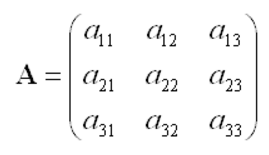 a₁₁ a₁₂ a₁₃
A = a₂₁ a₂₂ a₂₃
a₃₁ a₃₂ a₃₃